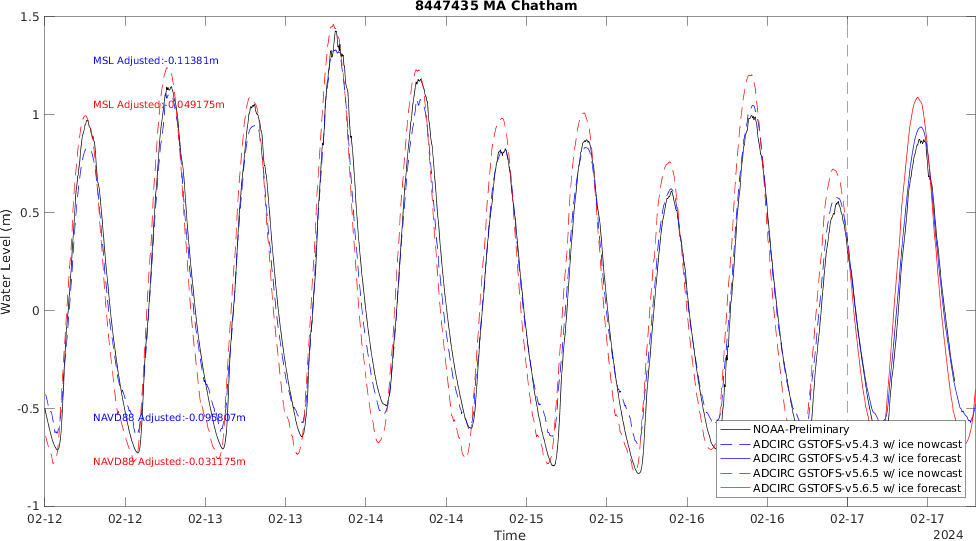 8447435 MA Chatham
1.5
1
0.5
0
-0.5
-1
Water Level (m)
MSL Adjusted:-0.11381m
MSL Adjusted:-0.049175m
NAVD88 Adjusted:-0.095807m
NAVD88 Adjusted:-0.031175m
NOAA-Preliminary
ADCIRC GSTOFS-v5.4.3 w/ ice nowcast
ADCIRC GSTOFS-v5.4.3 w/ ice forecast
ADCIRC GSTOFS-v5.6.5 w/ ice nowcast
ADCIRC GSTOFS-v5.6.5 w/ ice forecast
02-12 02-12 02-13 02-13 02-14 02-14 02-15 02-15 02-16 02-16 02-17 02-17
Time
2024